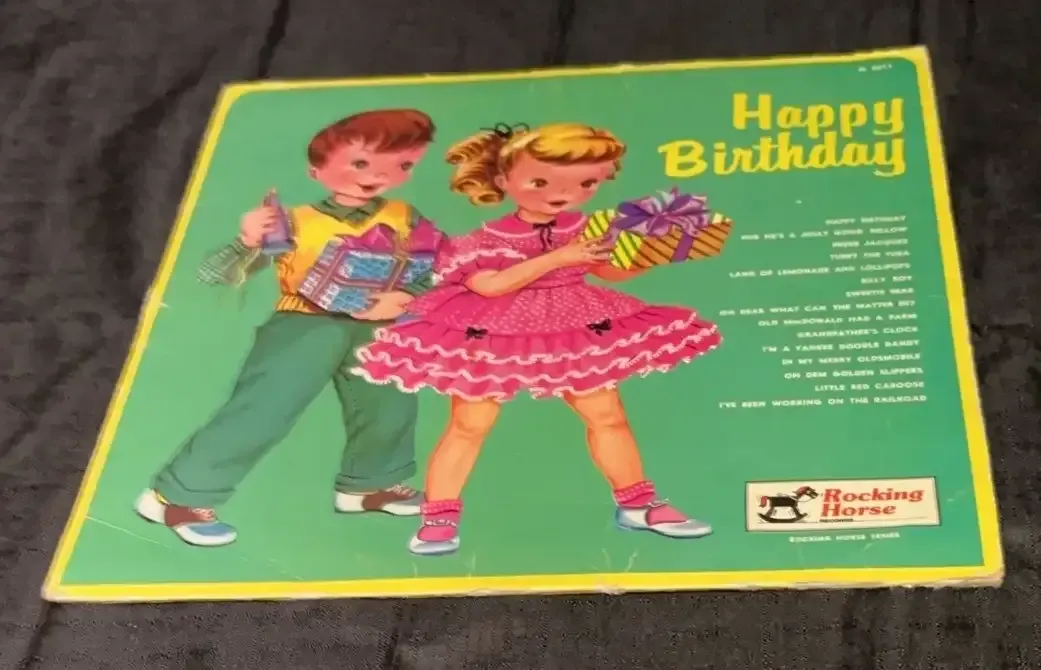 Happy
Birthday
HAPPY BIRTHDAY
FOR HE'S A JOLLY GOOD FELLOW
FRERE JACQUES
TUBBY THE TUBA
LAND OF LEMONADE AND LOLLIPOPS
BILLY BOY
SWEETIE BEAR
OH DEAR WHAT CAN THE MATTER BE?
OLD MacDONALD HAD A FARM
GRANDFATHER'S CLOCK
I'M A YANKEE DOODLE DANDY
IN MY MERRY OLDSMOBILE
OH DEM GOLDEN SLIPPERS
LITTLE RED CABOOSE
I'VE BEEN WORKING ON THE RAILROAD
Rocking
Horse
RECORDS
ROCKING HORSE SERIES